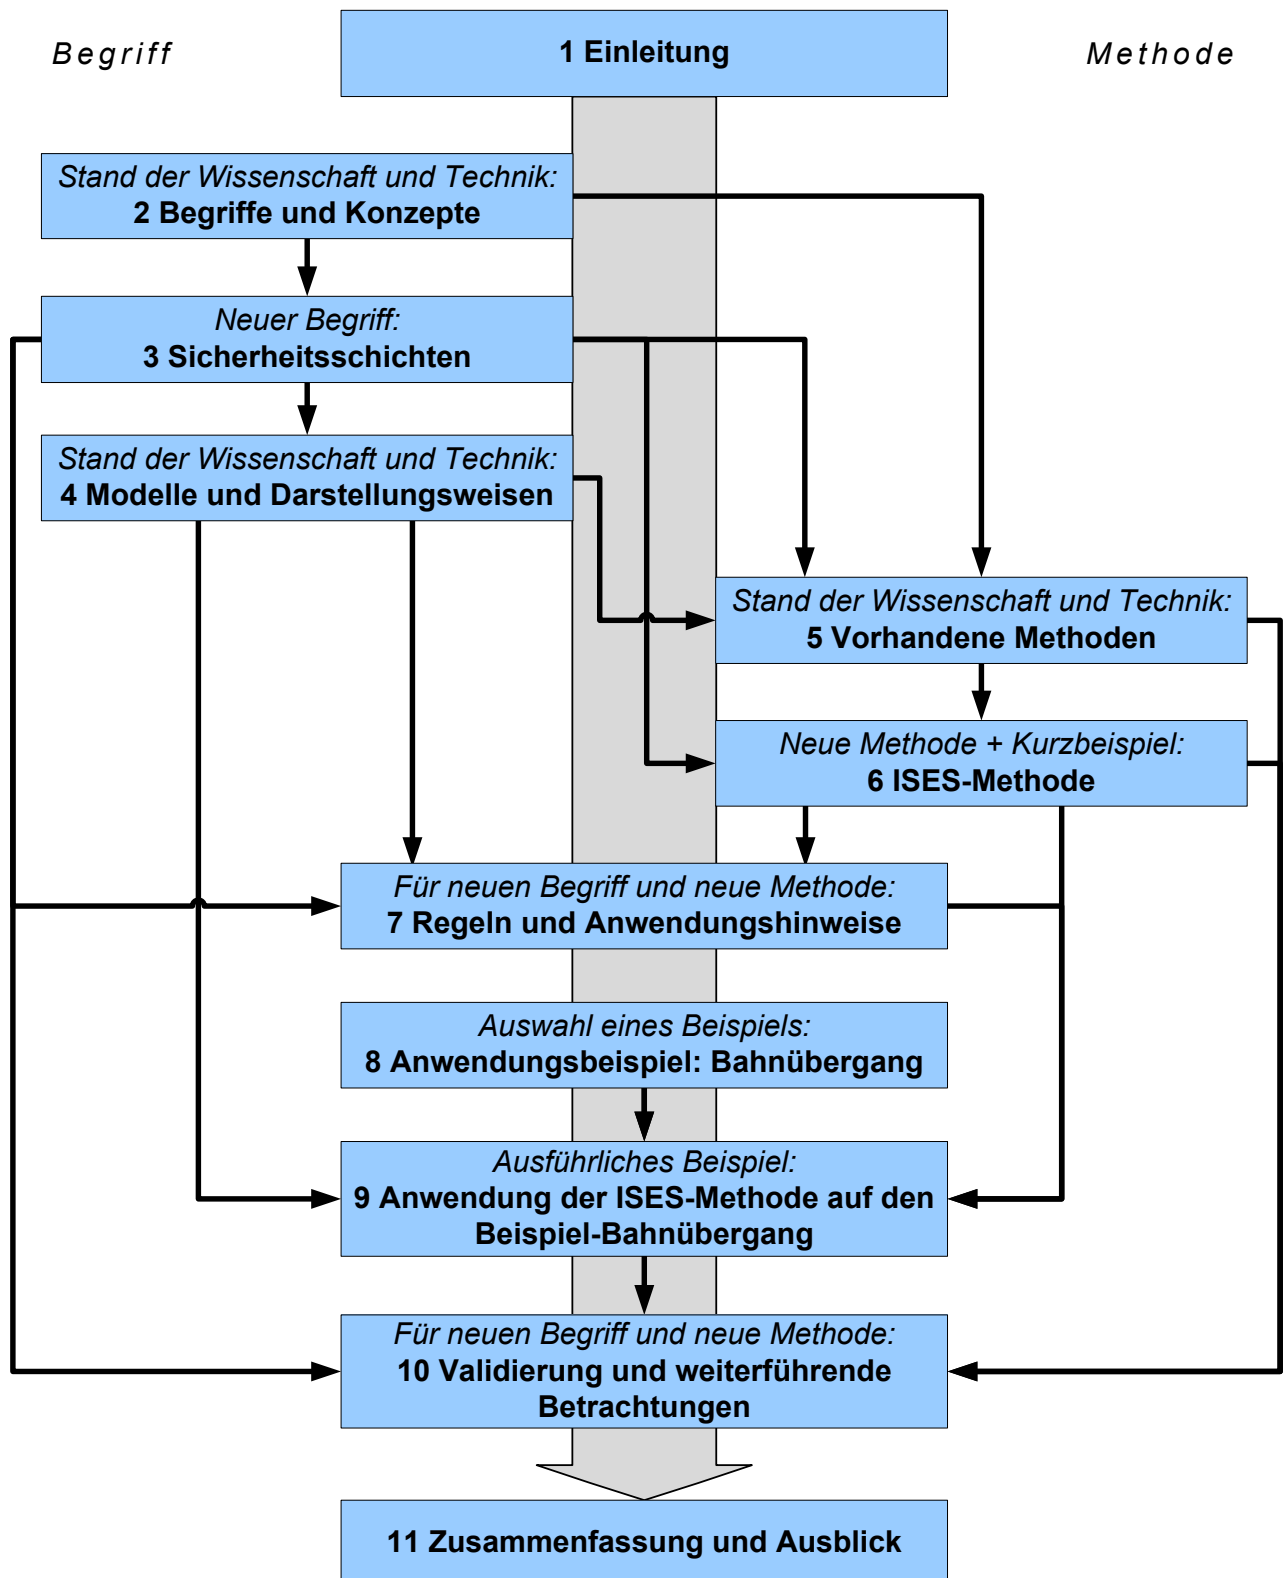 Begriff
1 Einleitung
Methode
Stand der Wissenschaft und Technik:
2 Begriffe und Konzepte
Neuer Begriff:
3 Sicherheitsschichten
Stand der Wissenschaft und Technik:
4 Modelle und Darstellungsweisen
Stand der Wissenschaft und Technik:
5 Vorhandene Methoden
Neue Methode + Kurzbeispiel:
6 ISES-Methode
Für neuen Begriff und neue Methode:
7 Regeln und Anwendungshinweise
Auswahl eines Beispiels:
8 Anwendungsbeispiel: Bahnübergang
Ausführliches Beispiel:
9 Anwendung der ISES-Methode auf den
Beispiel-Bahnübergang
Für neuen Begriff und neue Methode:
10 Validierung und weiterführende
Betrachtungen
11 Zusammenfassung und Ausblick